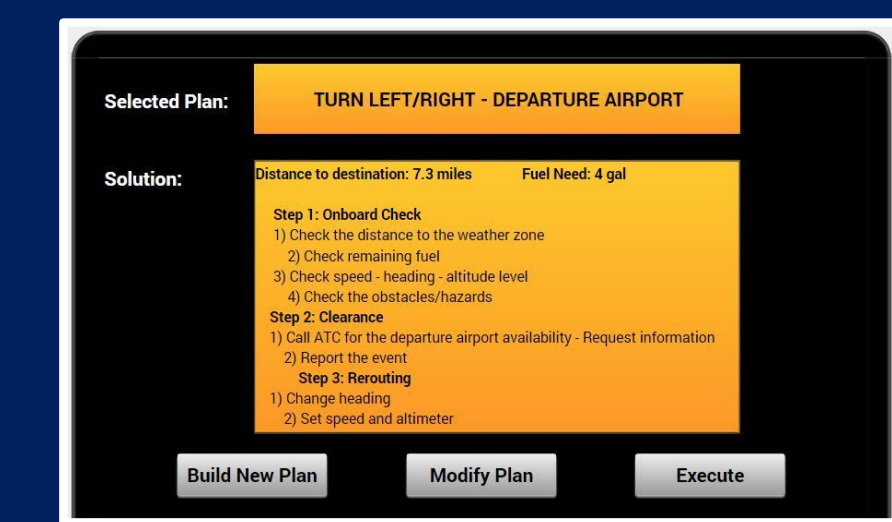 Selected Plan:
TURN LEFT/RIGHT - DEPARTURE AIRPORT
Solution:
Distance to destination: 7.3 miles Fuel Need: 4 gal
Step 1: Onboard Check
1) Check the distance to the weather zone
2) Check remaining fuel
3) Check speed - heading - altitude level
4) Check the obstacles/hazards
Step 2: Clearance
1) Call ATC for the departure airport availability - Request information
2) Report the event
Step 3: Rerouting
1) Change heading
2) Set speed and altimeter
Build New Plan Modify Plan Execute